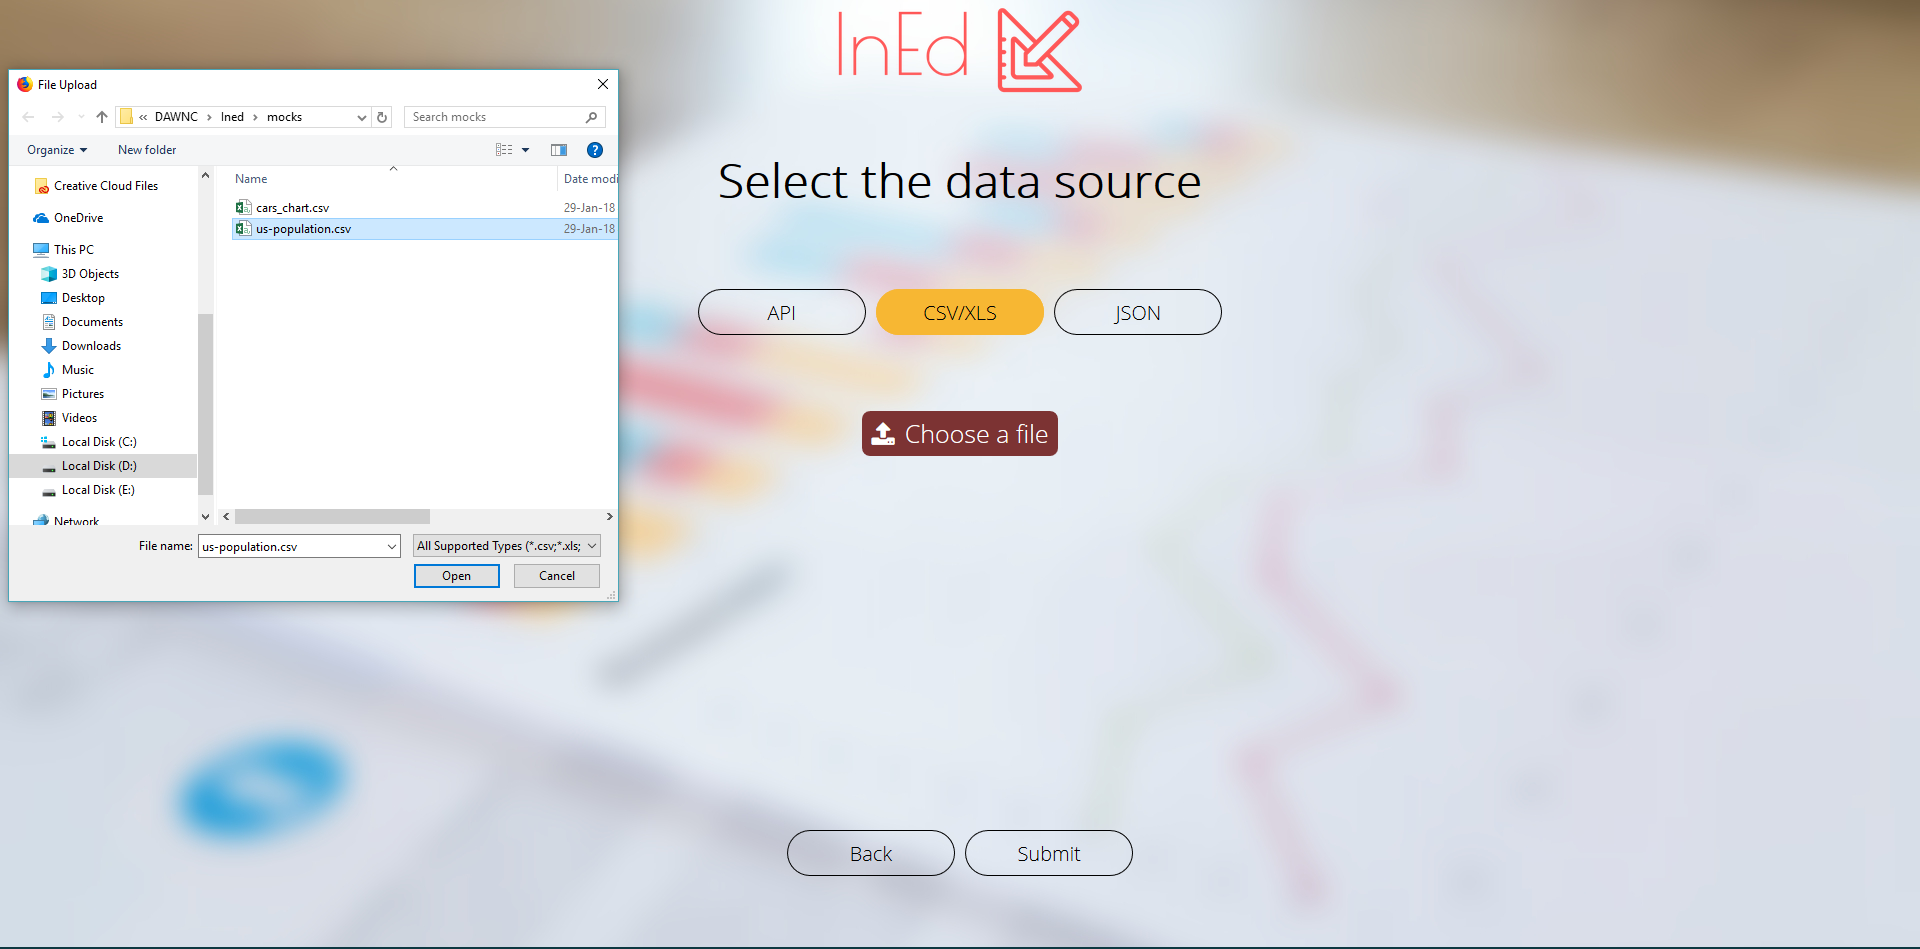 InEd
File Upload
« DAWNC › Ined › mocks
Search mocks
Organize
New folder
?
Creative Cloud Files
OneDrive
This PC
3D Objects
Desktop
Documents
Downloads
Music
Pictures
Videos
Local Disk (C:)
Local Disk (D:)
Local Disk (E:)
Network
Name
Date modi
cars_chart.csv
29-Jan-18
us-population.csv
29-Jan-18
File name:
us-population.csv
All Supported Types (*.csv;*.xls;
Open
Cancel
Select the data source
API
CSV/XLS
JSON
Choose a file
Back
Submit